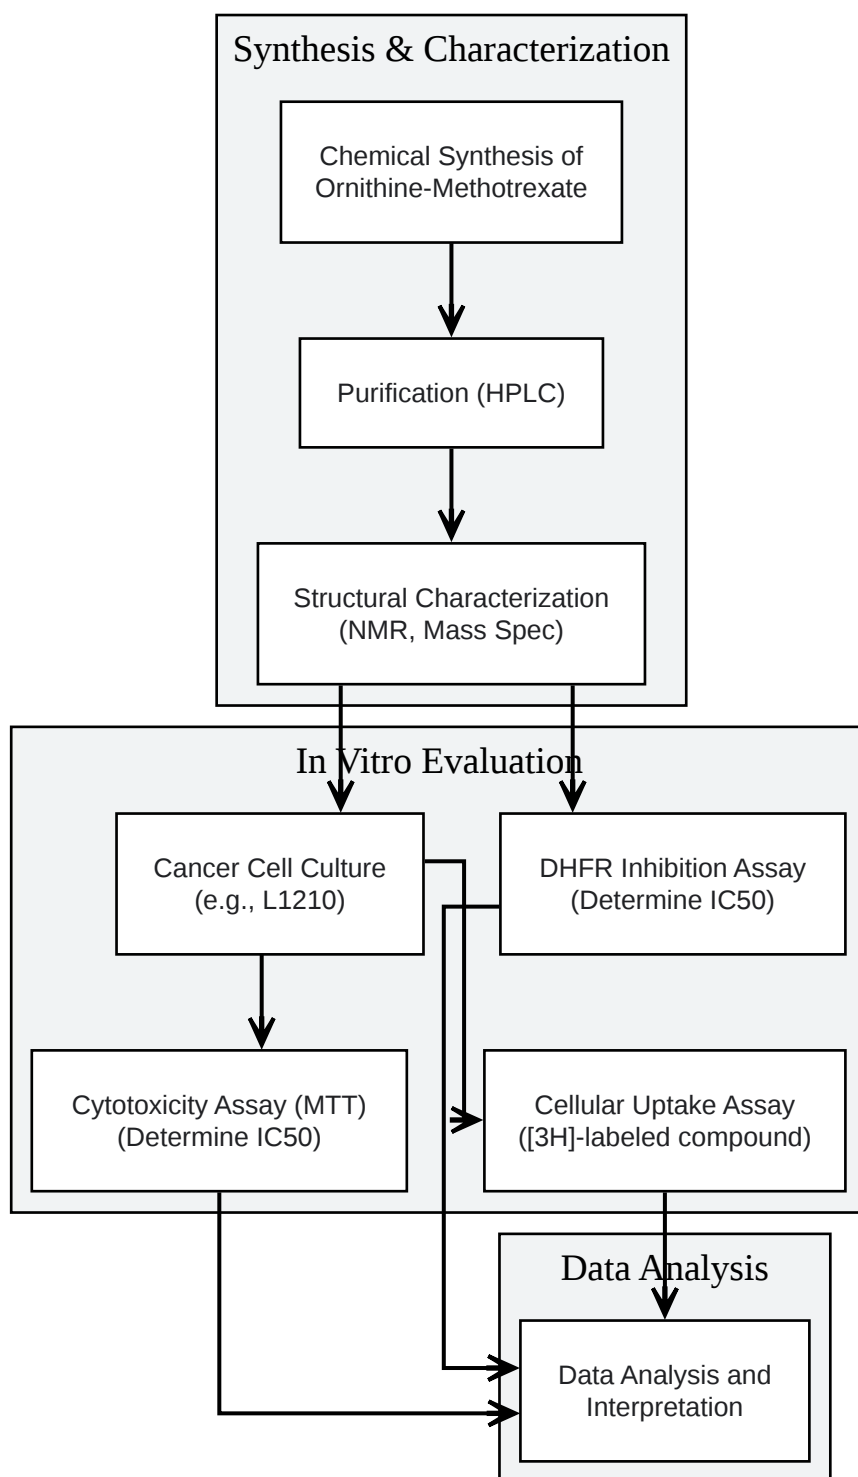 Synthesis & Characterization
Chemical Synthesis of
Ornithine-Methotrexate
Purification (HPLC)
Structural Characterization
(NMR, Mass Spec)
In Vitro Evaluation
Cancer Cell Culture
(e.g., L1210)
DHFR Inhibition Assay
(Determine IC50)
Cytotoxicity Assay (MTT)
(Determine IC50)
Cellular Uptake Assay
([3H]-labeled compound)
Data Analysis
Data Analysis and
Interpretation